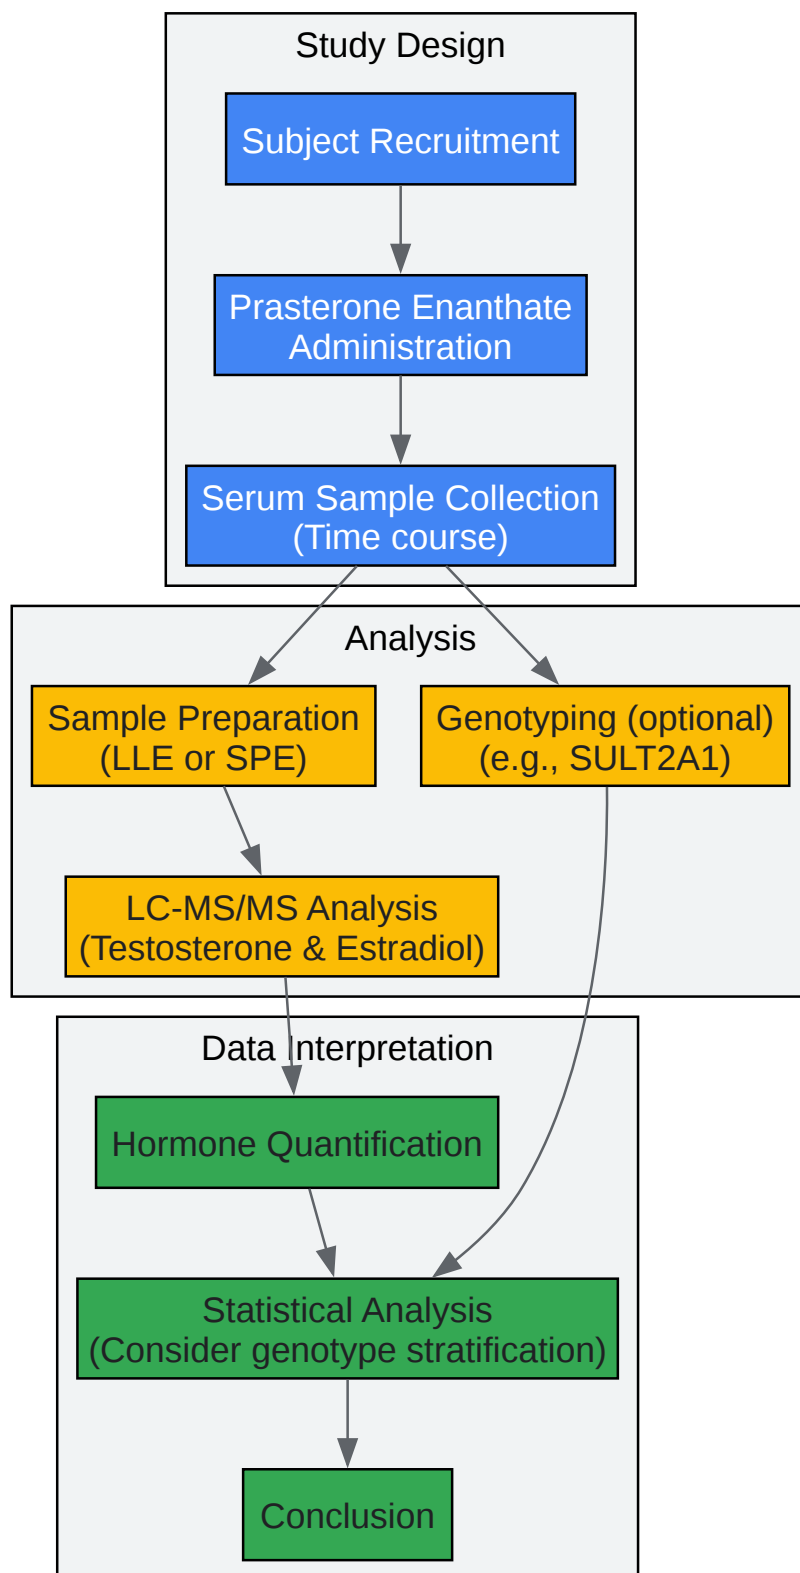 Study Design
Subject Recruitment
Prasterone Enanthate
Administration
Serum Sample Collection
(Time course)
Analysis
Sample Preparation
(LLE or SPE)
Genotyping (optional)
(e.g., SULT2A1)
LC-MS/MS Analysis
(Testosterone & Estradiol)
Data Interpretation
Hormone Quantification
Statistical Analysis
(Consider genotype stratification)
Conclusion